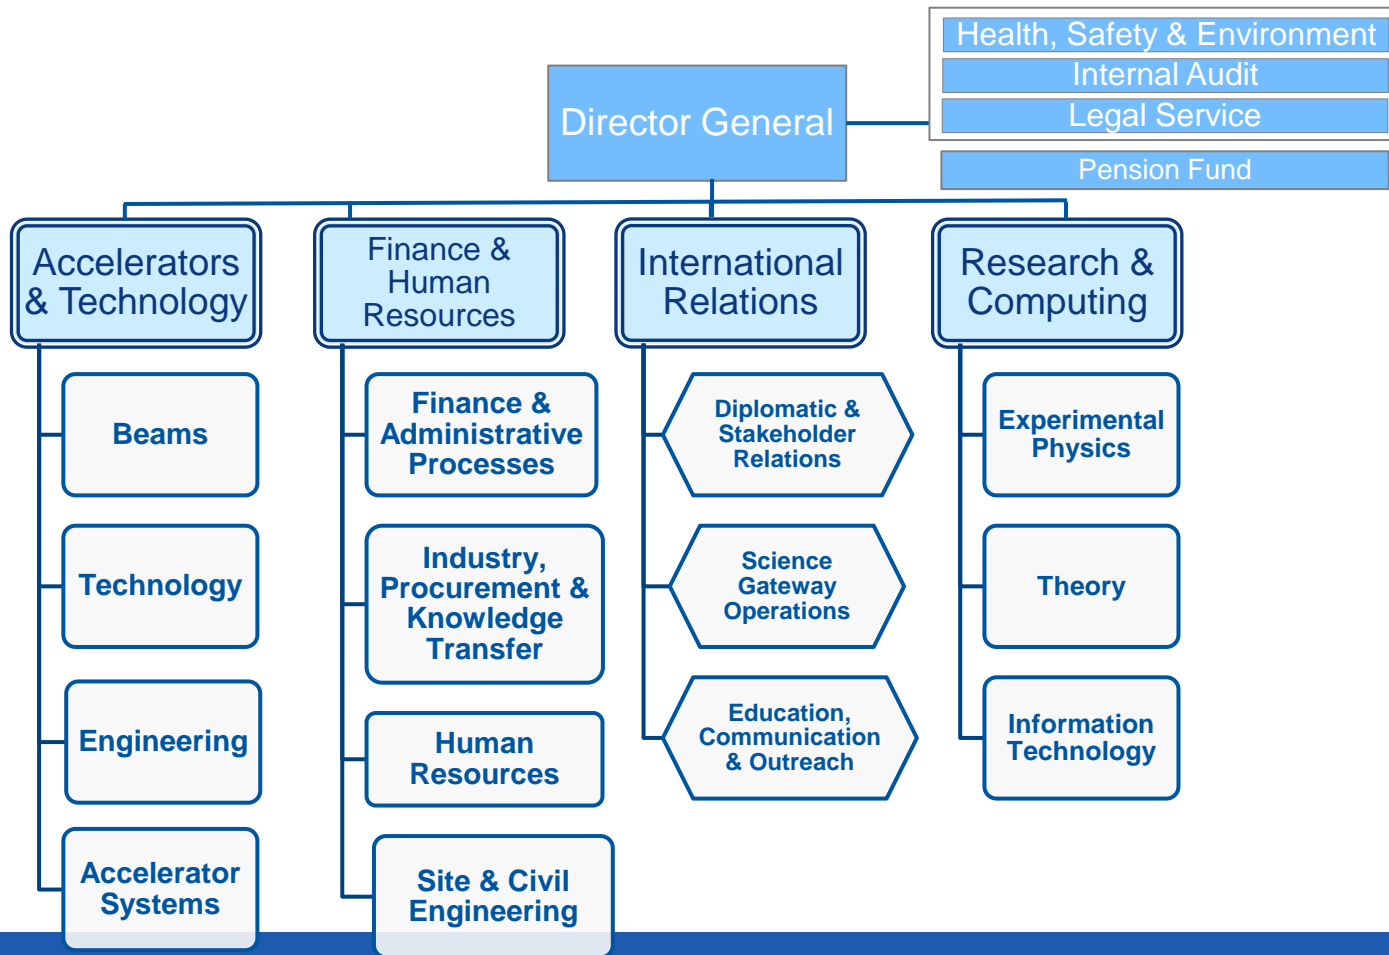 Health, Safety & Environment
Internal Audit
Legal Service
Pension Fund
Director General
Accelerators
& Technology
Finance &
Human
Resources
International
Relations
Research &
Computing
Beams
Technology
Engineering
Accelerator
Systems
Finance &
Administrative
Processes
Industry,
Procurement &
Knowledge
Transfer
Human
Resources
Site & Civil
Engineering
Diplomatic &
Stakeholder
Relations
Science
Gateway
Operations
Education,
Communication
& Outreach
Experimental
Physics
Theory
Information
Technology